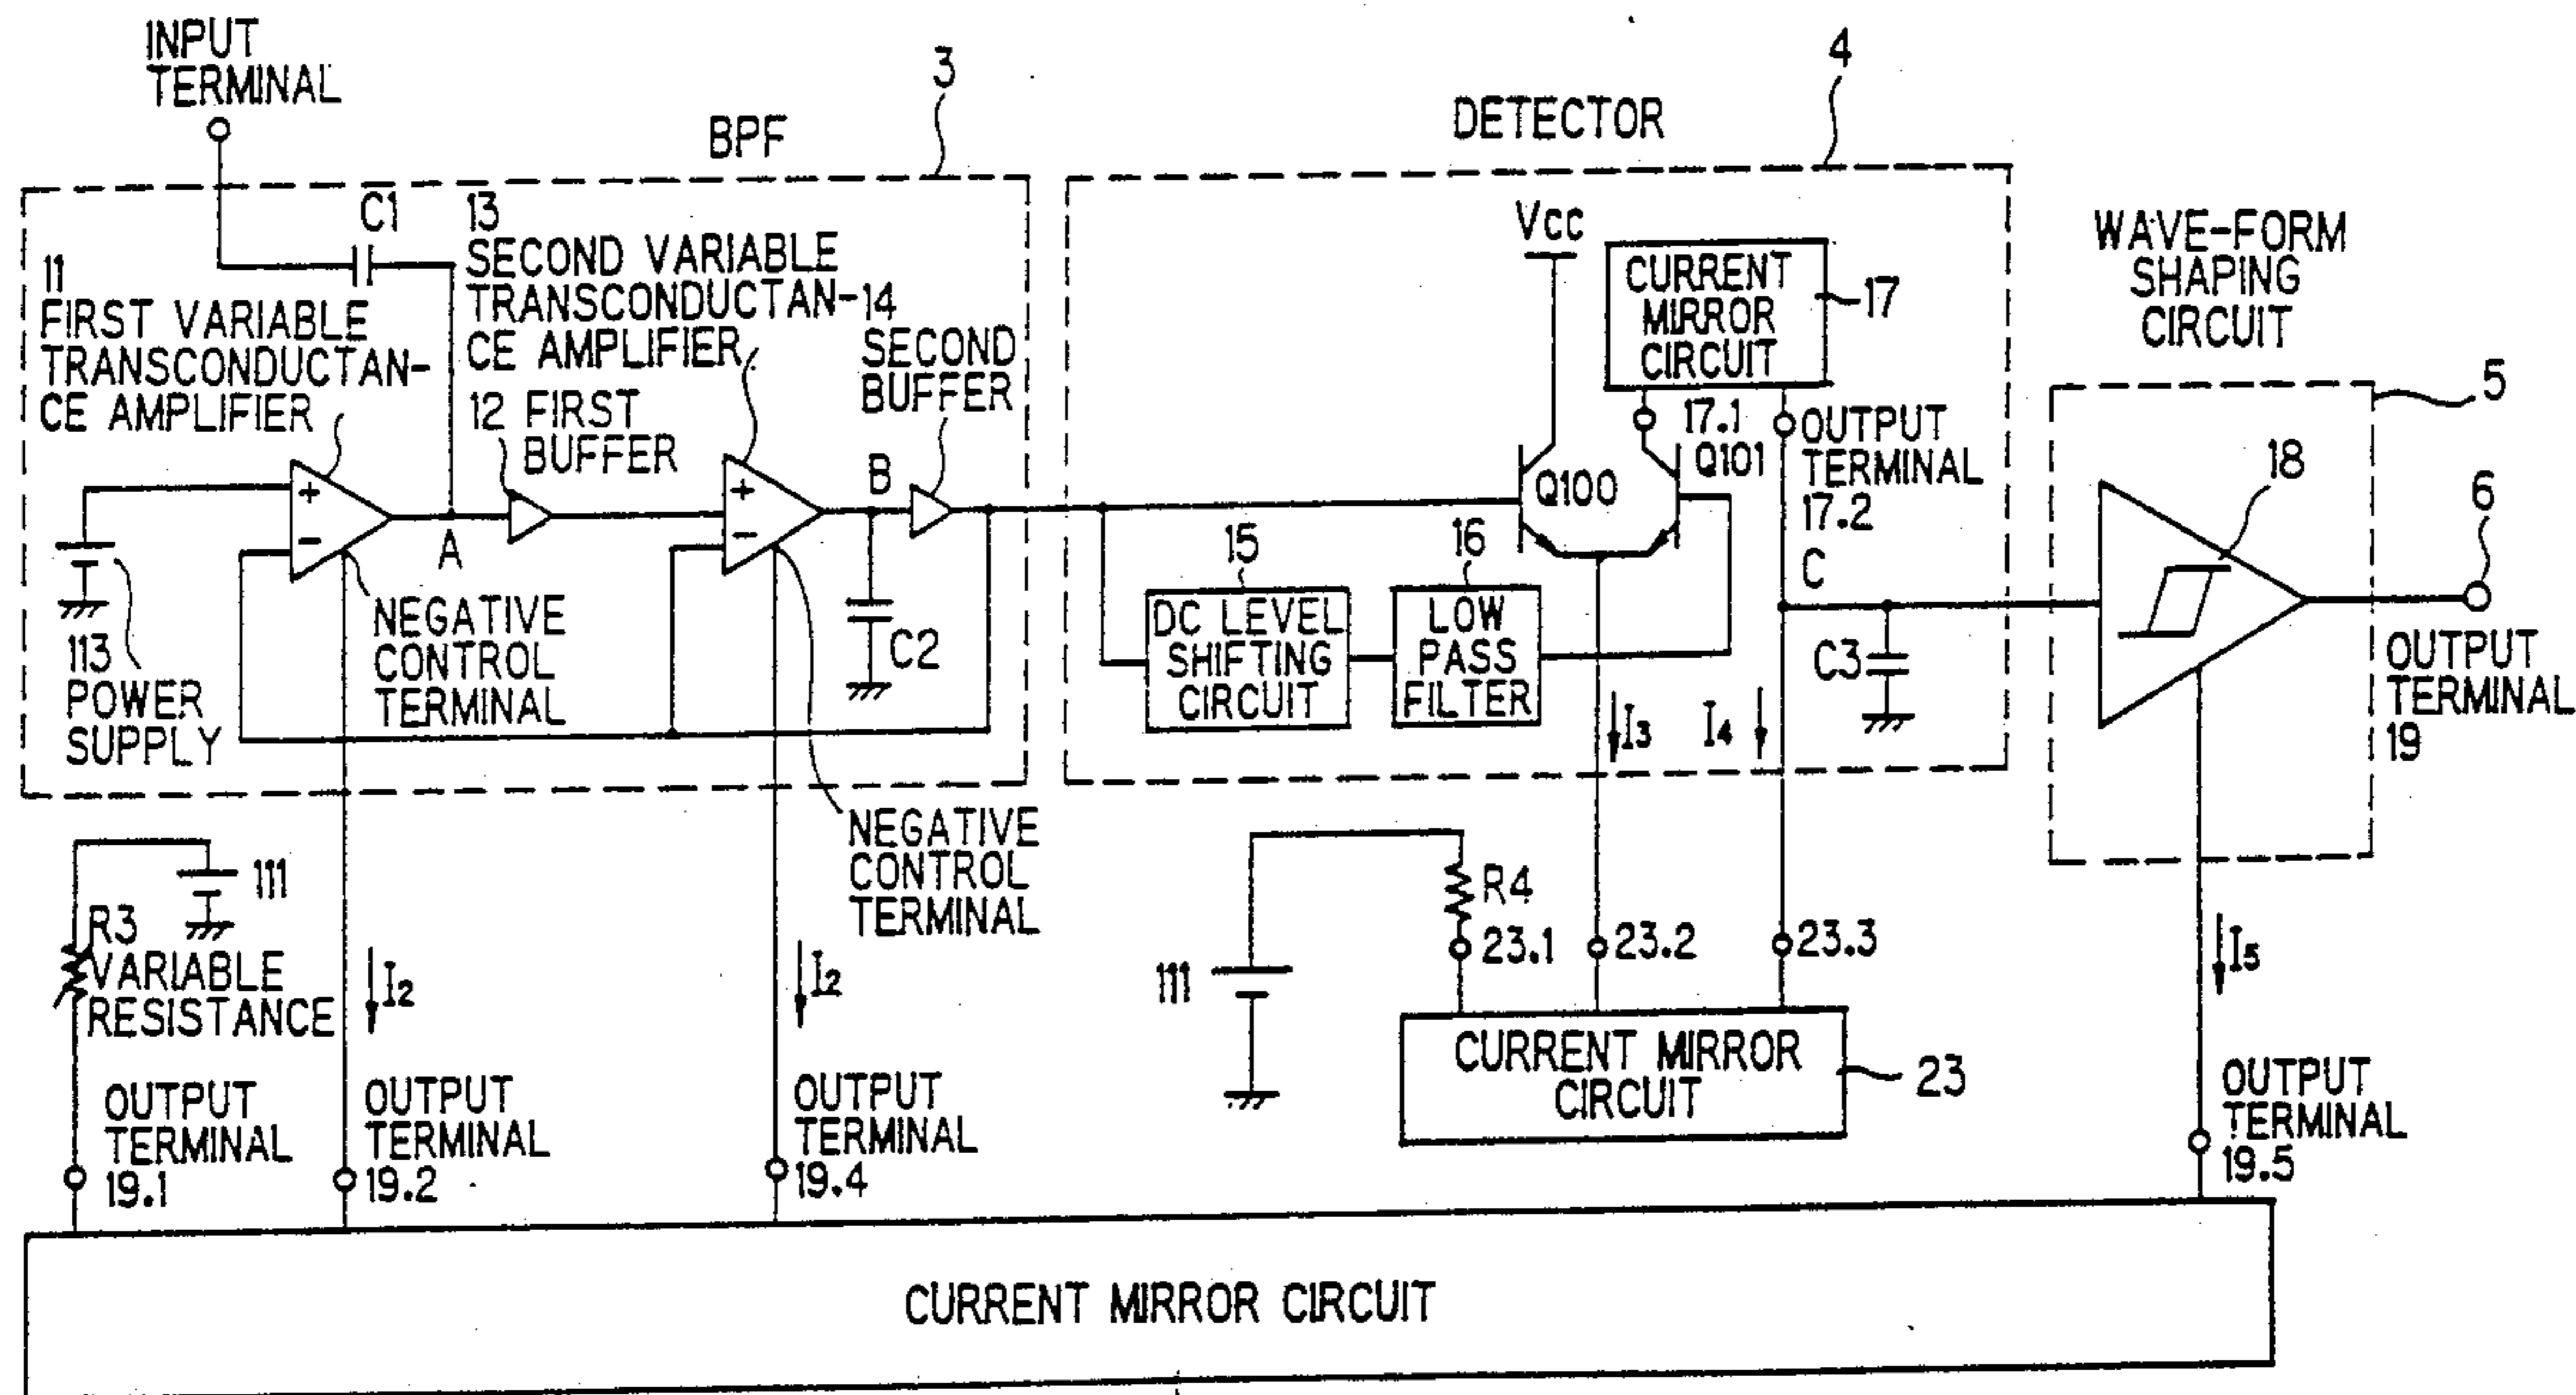 INPUT
TERMINAL
3
4
BPF
DETECTOR
C1
13
SECOND VARIABLE
TRANSCONDUCTAN-
CE AMPLIFIER
11
FIRST VARIABLE
TRANSCONDUCTAN-
CE AMPLIFIER
14
SECOND
BUFFER
12 FIRST
BUFFER
+
-
A
+
-
B
C2
113
POWER
SUPPLY
NEGATIVE
CONTROL
TERMINAL
NEGATIVE
CONTROL
TERMINAL
Vcc
CURRENT
MIRROR
CIRCUIT
17
17.1
Q101
Q100
OUTPUT
TERMINAL
17.2
C
15
DC LEVEL
SHIFTING
CIRCUIT
16
LOW
PASS
FILTER
I3
I4
C3
WAVE-FORM
SHAPING
CIRCUIT
5
18
6
OUTPUT
TERMINAL
19
111
R3
VARIABLE
RESISTANCE
I2
I2
111
R4
23.1
23.2
23.3
CURRENT MIRROR
CIRCUIT
23
I5
OUTPUT
TERMINAL
19.1
OUTPUT
TERMINAL
19.2
OUTPUT
TERMINAL
19.4
OUTPUT
TERMINAL
19.5
CURRENT MIRROR CIRCUIT